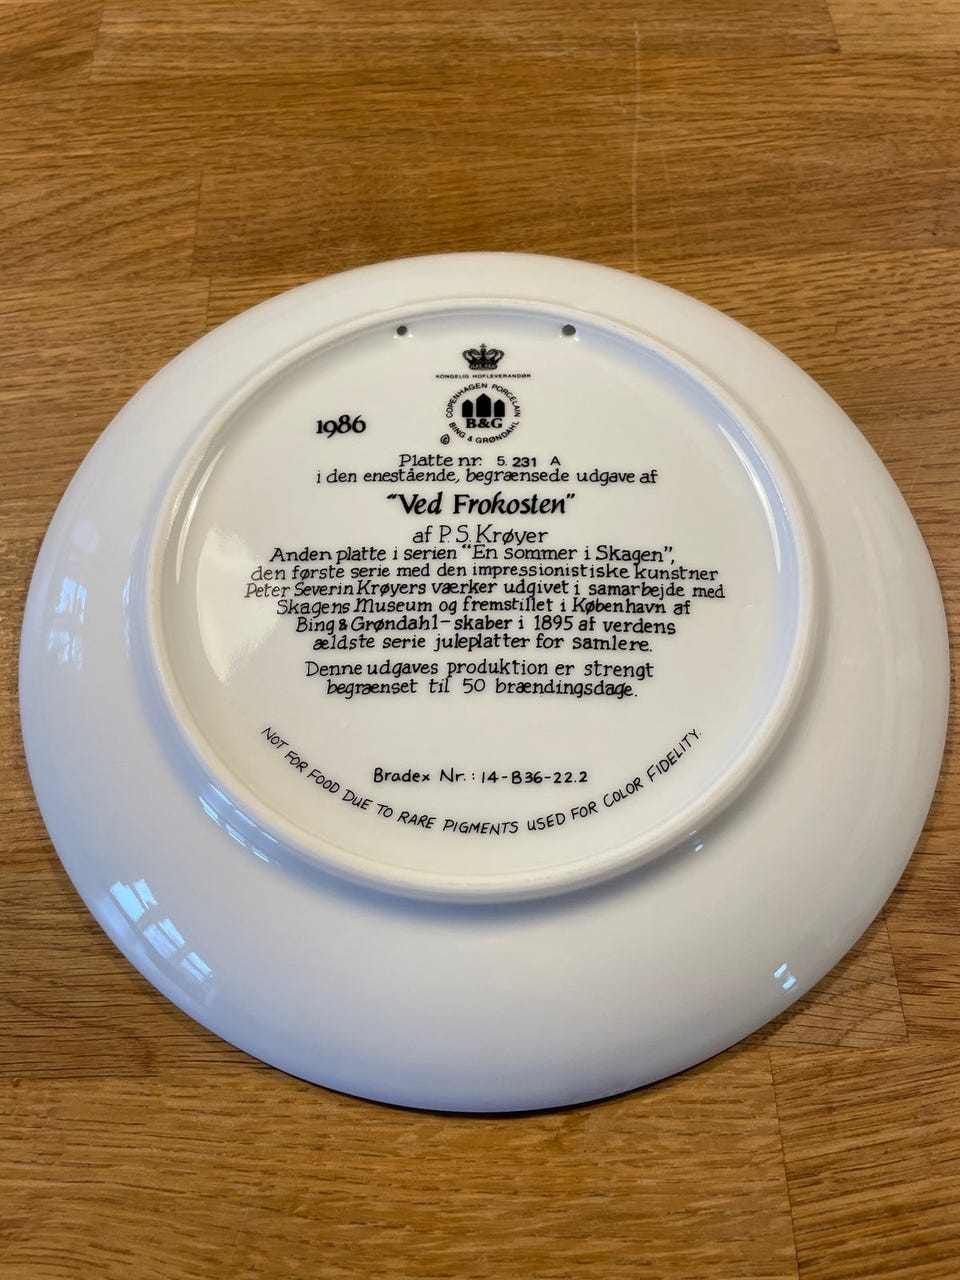 KONGELIG HOFLEVERANDØR
COPENHAGEN PORCELAIN
B&G
© BING & GRØNDAHL
1986
Platte nr. 5.231 A
i den enestående, begrænsede udgave af
“Ved Frokosten”
af P.S. Krøyer
Anden platte i serien “En sommer i Skagen”,
den første serie med den impressionistiske kunstner
Peter Severin Krøyers værker udgivet i samarbejde med
Skagens Museum og fremstillet i København af
Bing & Grøndahl - skaber i 1895 af verdens
ældste serie juleplatter for samlere.
Denne udgaves produktion er strengt
begrænset til 50 brændingsdage.
Bradex Nr.: 14-B36-22.2
NOT FOR FOOD DUE TO RARE PIGMENTS USED FOR COLOR FIDELITY.